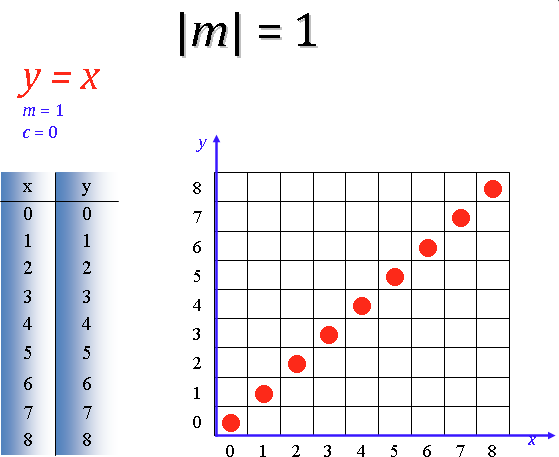 |m| = 1
y = x
m = 1
c = 0
x y
0 0
1 1
2 2
3 3
4 4
5 5
6 6
7 7
8 8
y
8
7
6
5
4
3
2
1
0
0 1 2 3 4 5 6 7 8
x